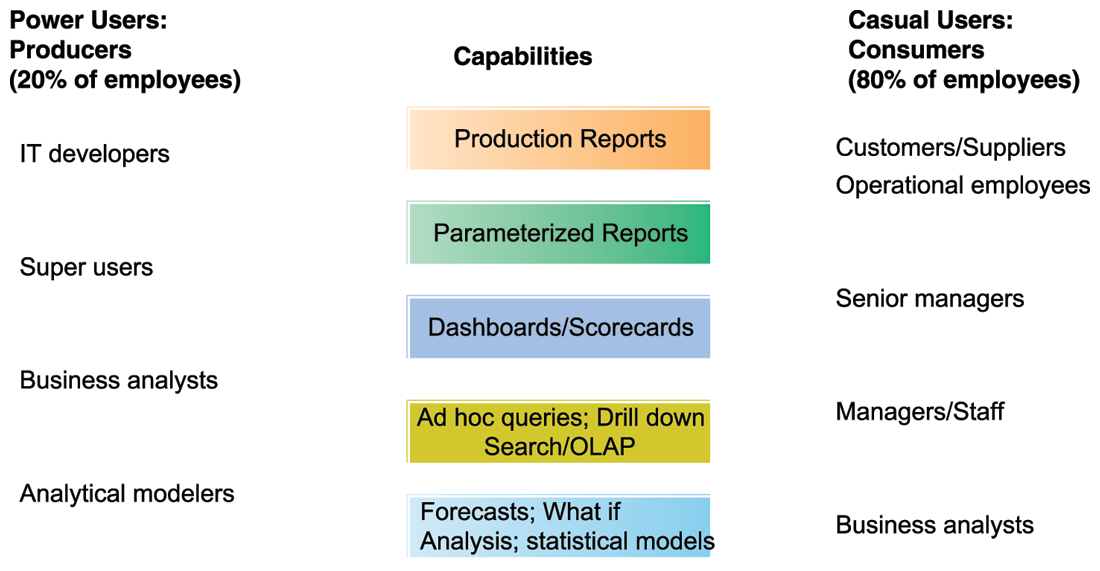 Power Users:
Producers
(20% of employees)
Capabilities
Casual Users:
Consumers
(80% of employees)
IT developers
Super users
Business analysts
Analytical modelers
Production Reports
Parameterized Reports
Dashboards/Scorecards
Ad hoc queries; Drill down
Search/OLAP
Forecasts; What if
Analysis; statistical models
Customers/Suppliers
Operational employees
Senior managers
Managers/Staff
Business analysts